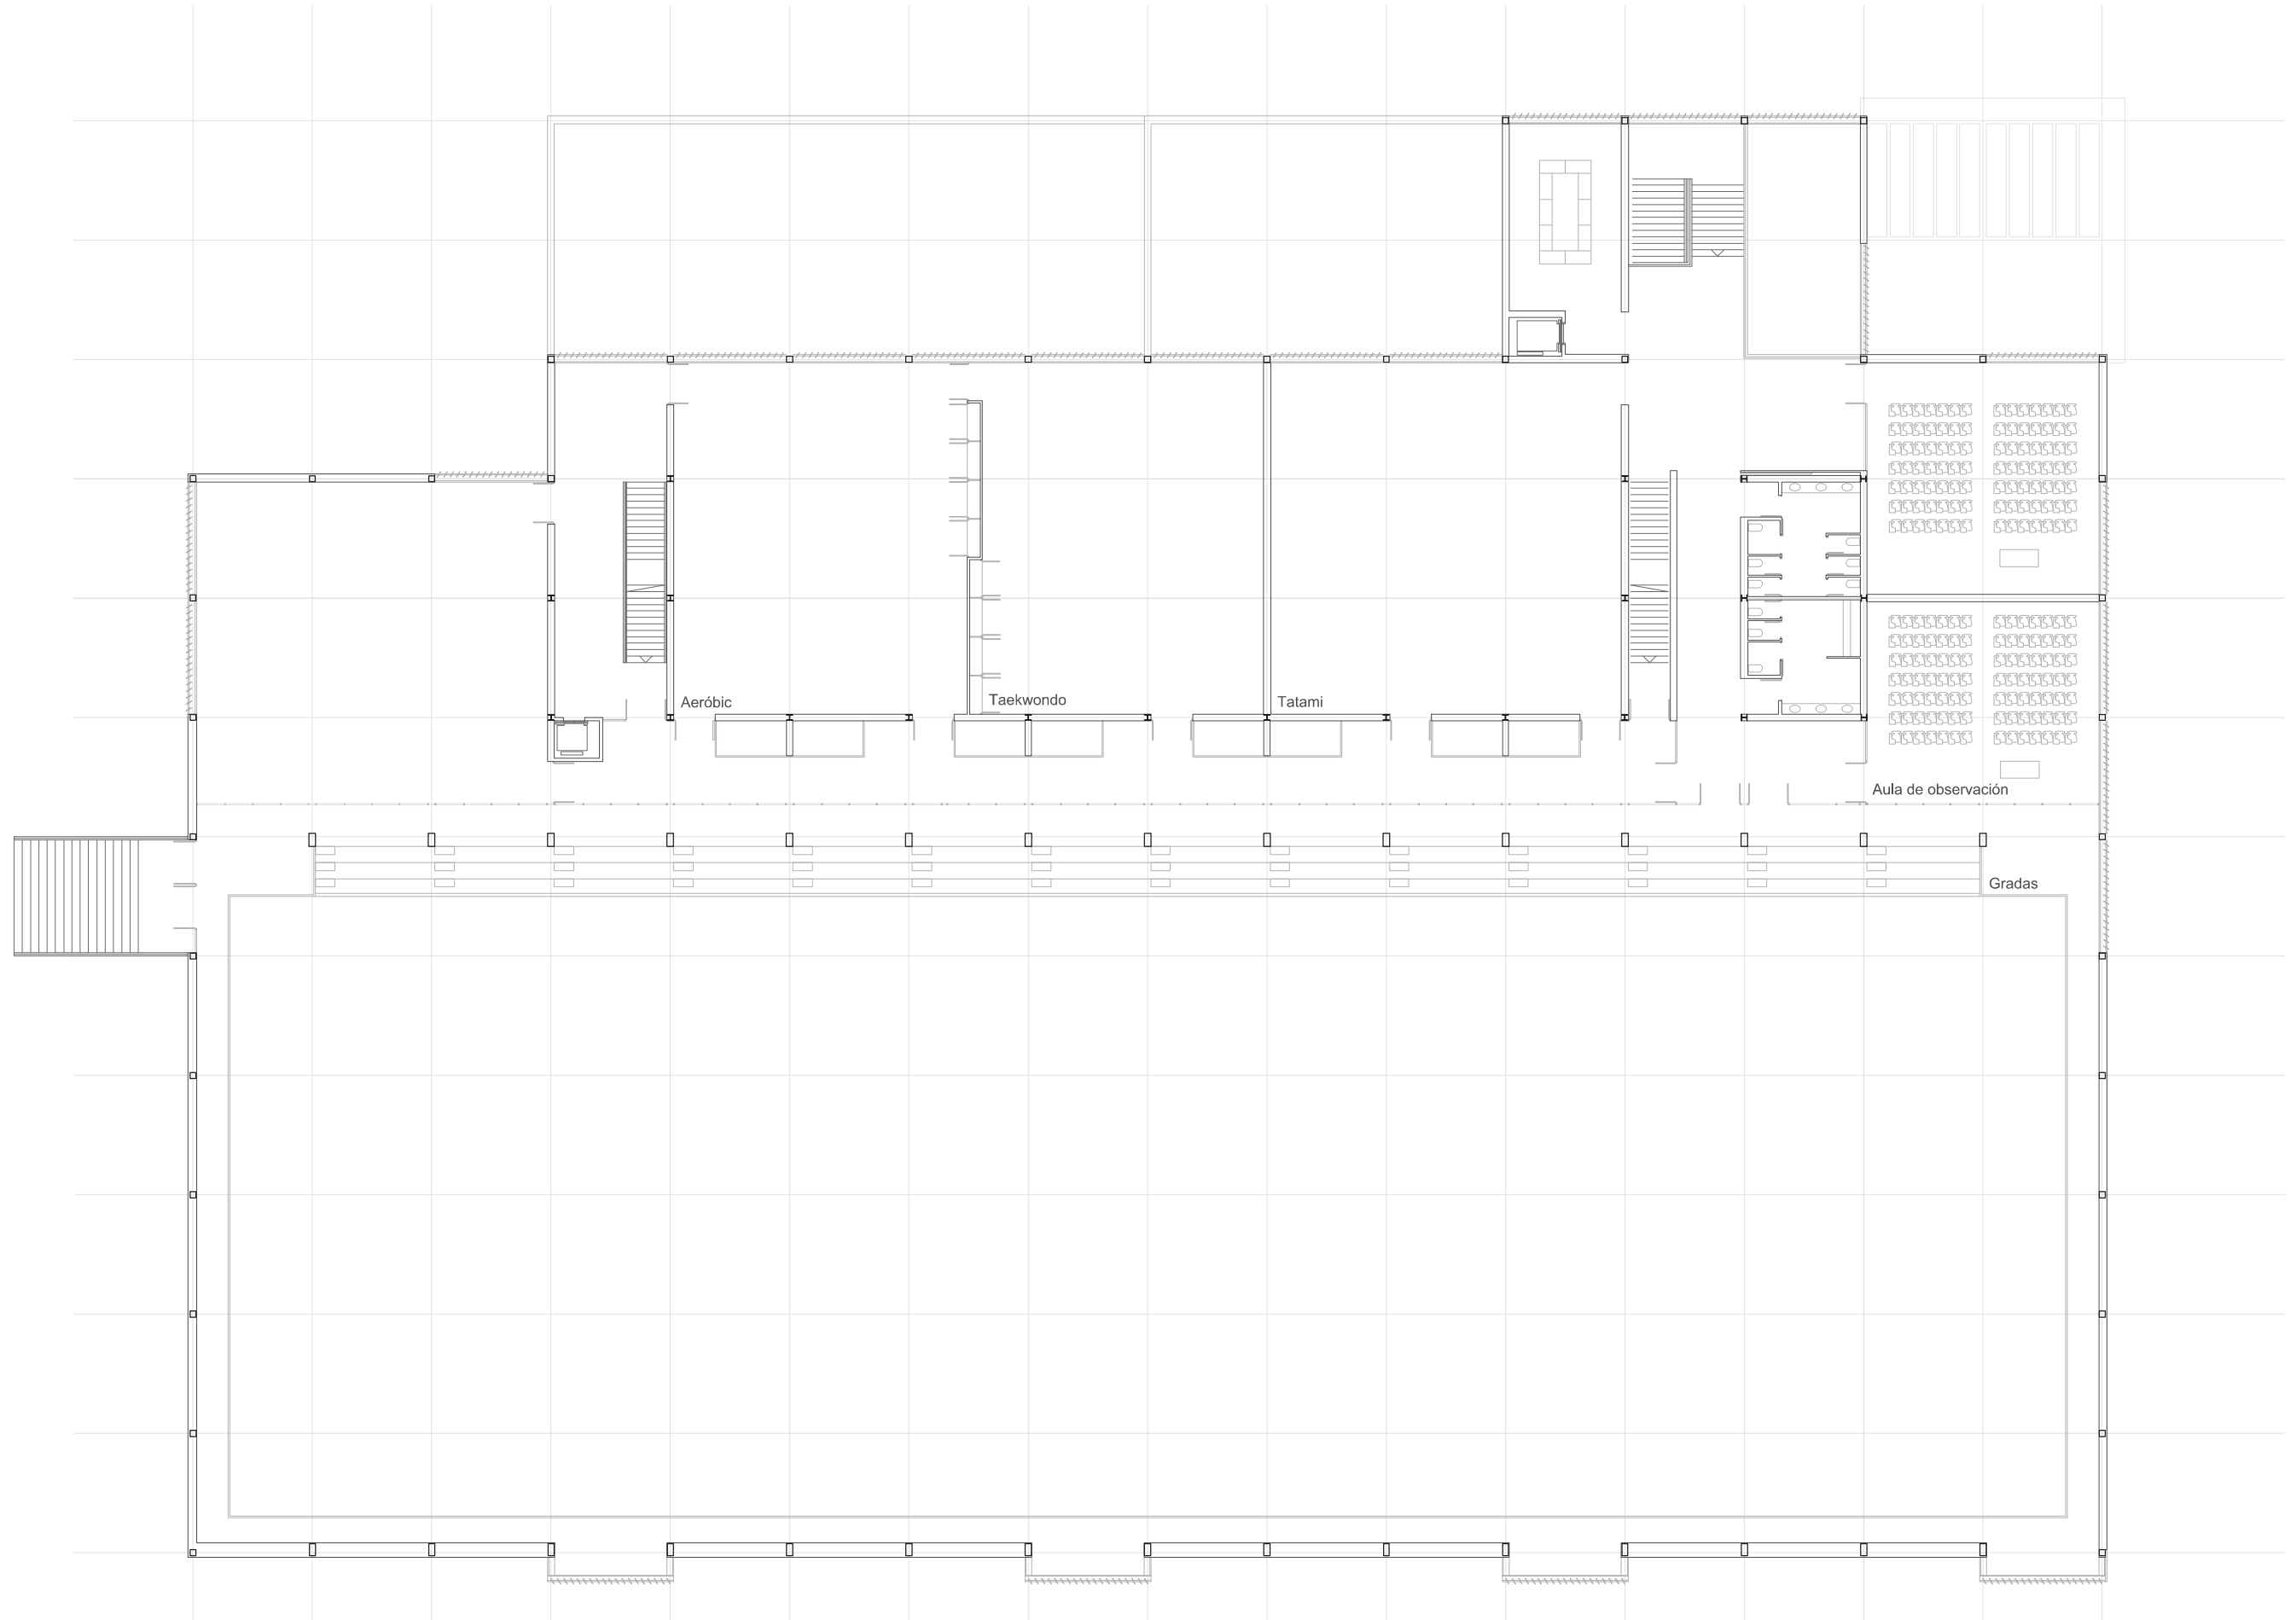 Aeróbic
Taekwondo
Tatami
Aula de observación
Gradas